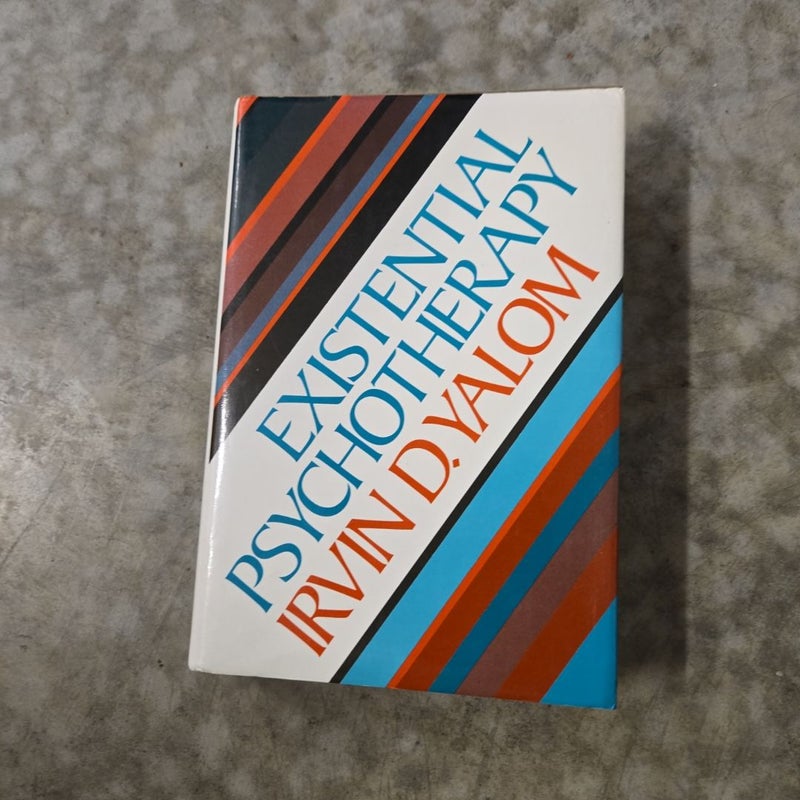 EXISTENTIAL
PSYCHOTHERAPY
IRVIN D. YALOM